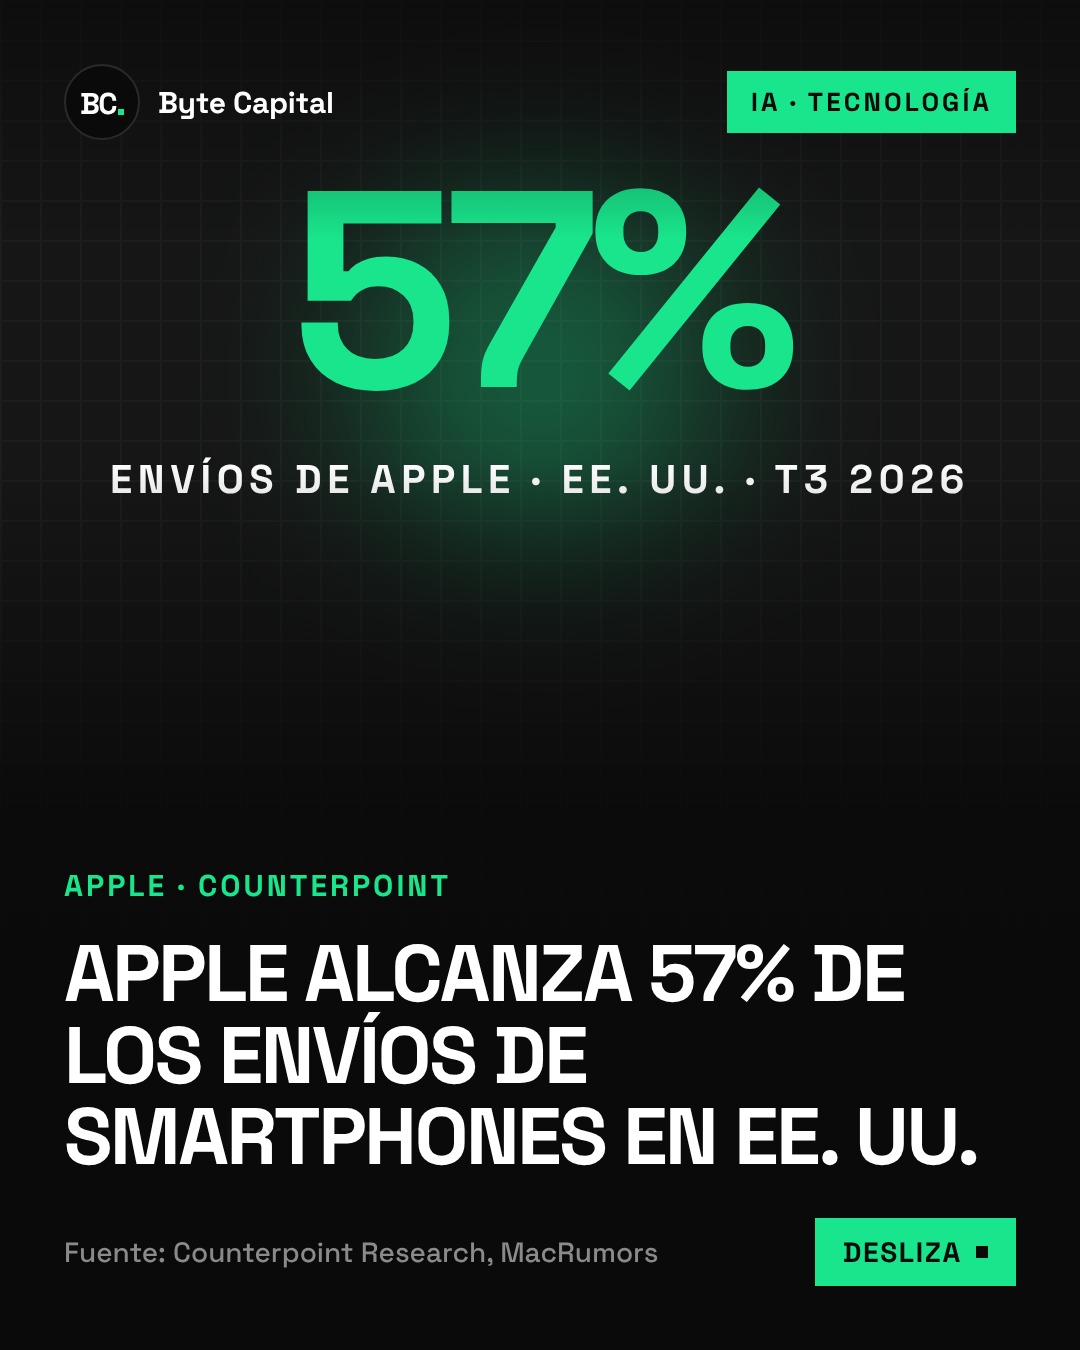 BC.
Byte Capital
IA · TECNOLOGÍA
57%
ENVÍOS DE APPLE · EE. UU. · T3 2026
APPLE · COUNTERPOINT
APPLE ALCANZA 57% DE
LOS ENVÍOS DE
SMARTPHONES EN EE. UU.
Fuente: Counterpoint Research, MacRumors
DESLIZA